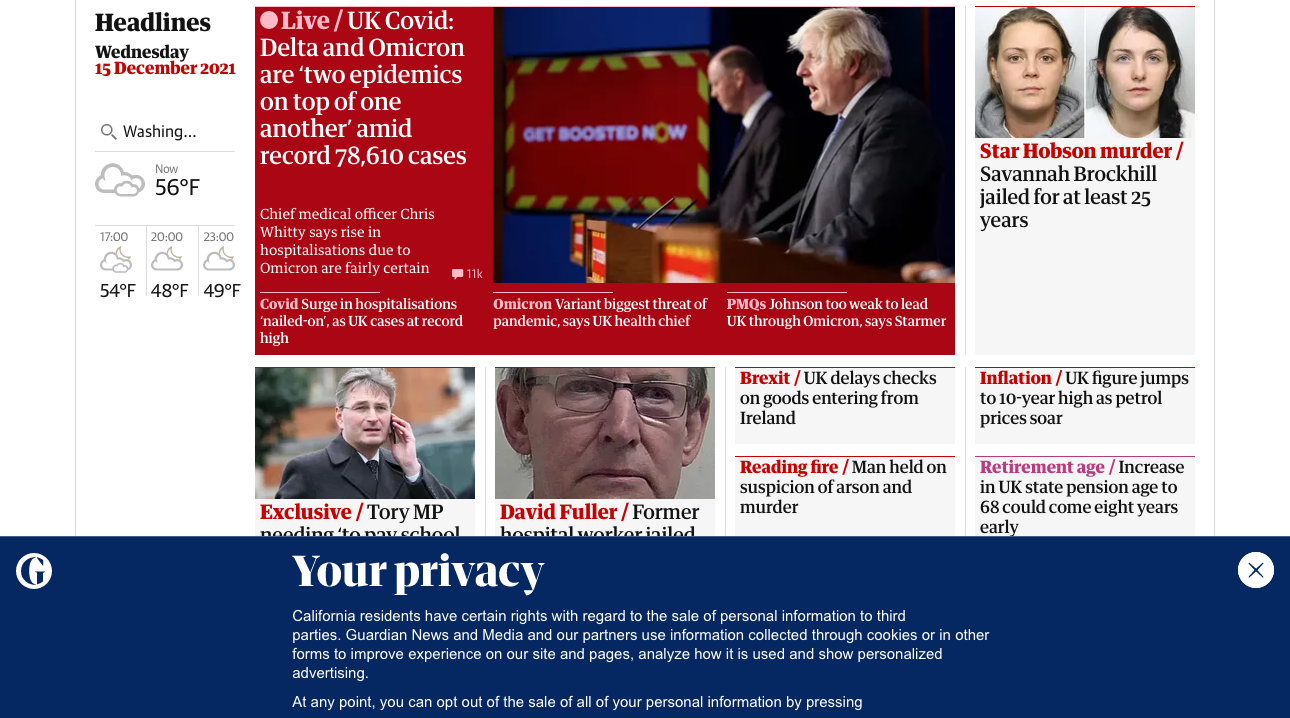 Headlines
Wednesday
15 December 2021
Washing...
Now
56°F
17:00
20:00
23:00
54°F
48°F
49°F
Live / UK Covid:
Delta and Omicron
are ‘two epidemics
on top of one
another’ amid
record 78,610 cases
Chief medical officer Chris
Whitty says rise in
hospitalisations due to
Omicron are fairly certain
11k
GET BOOSTED NOW
Covid Surge in hospitalisations
‘nailed-on’, as UK cases at record
high
Omicron Variant biggest threat of
pandemic, says UK health chief
PMQs Johnson too weak to lead
UK through Omicron, says Starmer
Star Hobson murder /
Savannah Brockhill
jailed for at least 25
years
Exclusive / Tory MP
needing ‘to pay school
David Fuller / Former
hospital worker jailed
Brexit / UK delays checks
on goods entering from
Ireland
Reading fire / Man held on
suspicion of arson and
murder
Inflation / UK figure jumps
to 10-year high as petrol
prices soar
Retirement age / Increase
in UK state pension age to
68 could come eight years
early
Your privacy
California residents have certain rights with regard to the sale of personal information to third
parties. Guardian News and Media and our partners use information collected through cookies or in other
forms to improve experience on our site and pages, analyze how it is used and show personalized
advertising.
At any point, you can opt out of the sale of all of your personal information by pressing